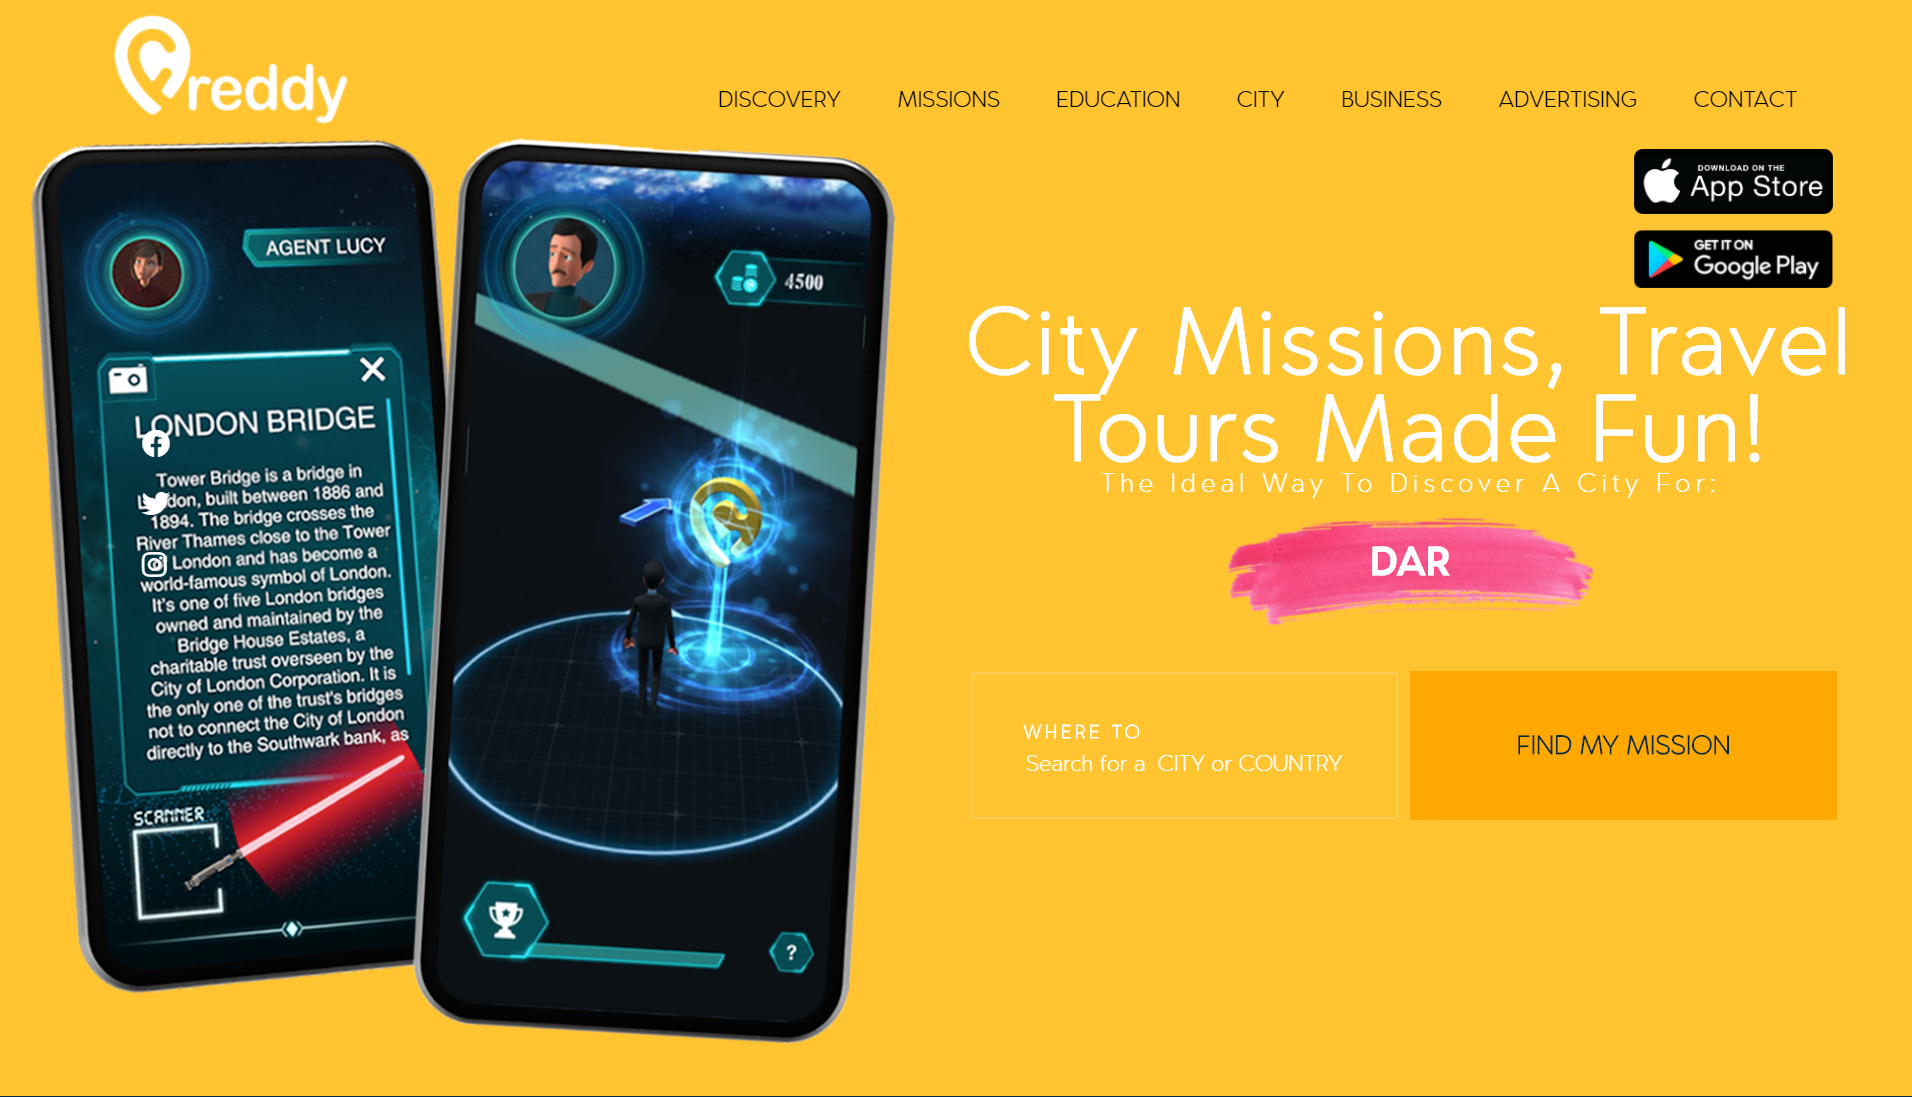 reddy
DISCOVERY MISSIONS EDUCATION CITY BUSINESS ADVERTISING CONTACT
DOWNLOAD ON THE
App Store
GET IT ON
Google Play
AGENT LUCY
LONDON BRIDGE
Tower Bridge is a bridge in
London, built between 1886 and
1894. The bridge crosses the
River Thames close to the Tower
London and has become a
world-famous symbol of London.
It's one of five London bridges
owned and maintained by the
Bridge House Estates, a
charitable trust overseen by the
City of London Corporation. It is
the only one of the trust's bridges
not to connect the City of London
directly to the Southwark bank, as
SCANNER
4500
?
City Missions, Travel
Tours Made Fun!
The Ideal Way To Discover A City For:
DAR
WHERE TO
Search for a CITY or COUNTRY
FIND MY MISSION